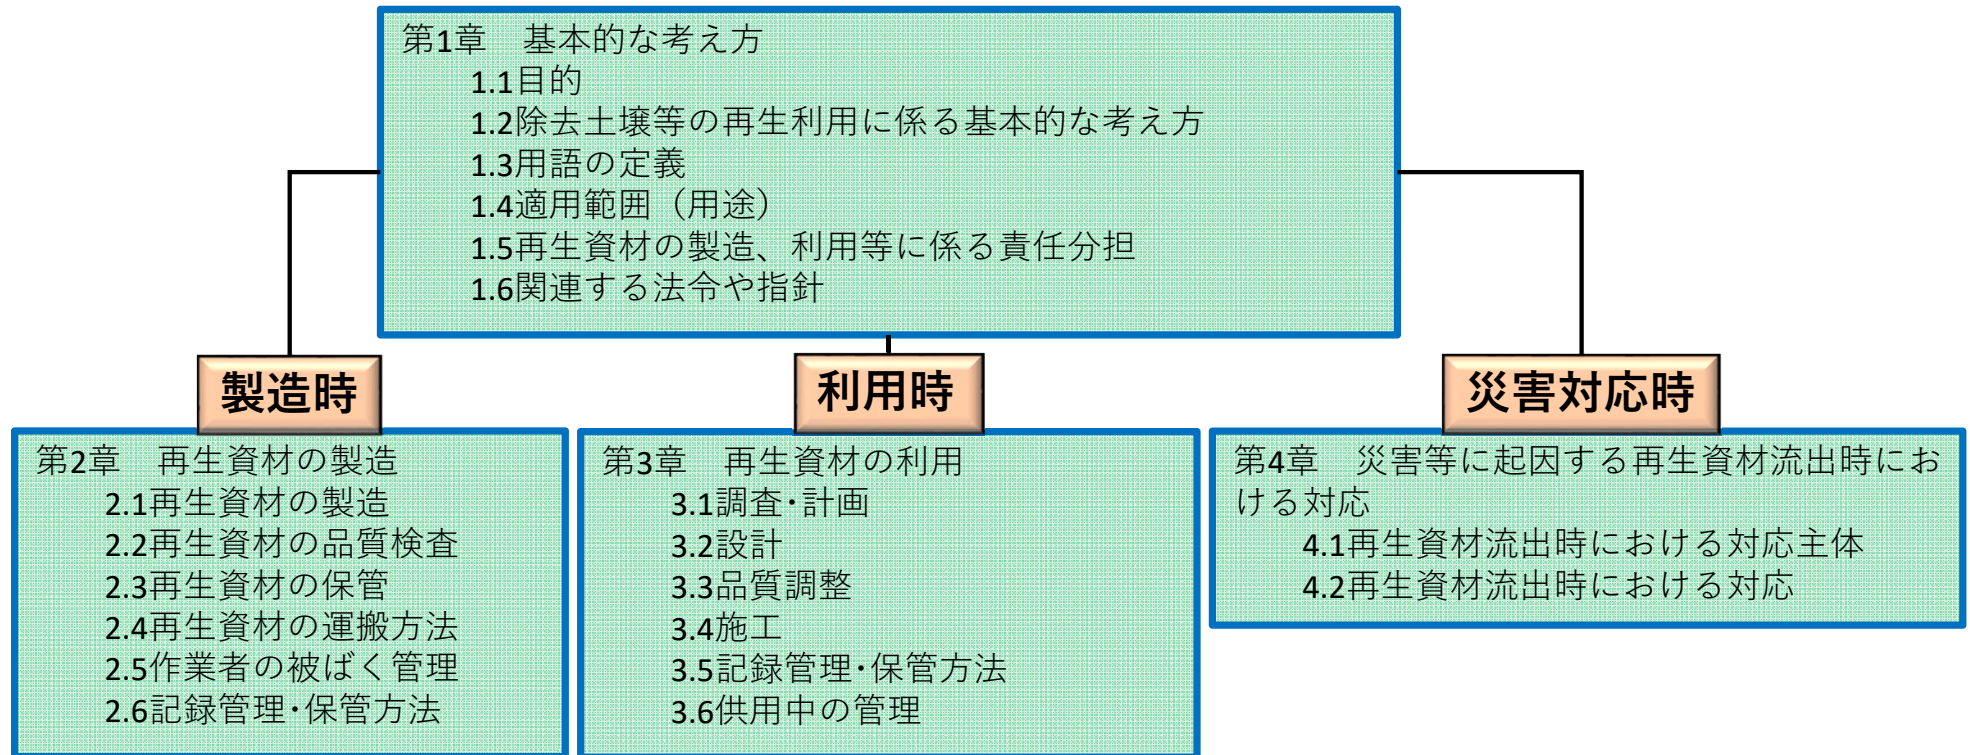 第1章　基本的な考え方
1.1目的
1.2除去土壌等の再生利用に係る基本的な考え方
1.3用語の定義
1.4適用範囲（用途）
1.5再生資材の製造、利用等に係る責任分担
1.6関連する法令や指針
製造時
第2章　再生資材の製造
2.1再生資材の製造
2.2再生資材の品質検査
2.3再生資材の保管
2.4再生資材の運搬方法
2.5作業者の被ばく管理
2.6記録管理･保管方法
利用時
第3章　再生資材の利用
3.1調査･計画
3.2設計
3.3品質調整
3.4施工
3.5記録管理･保管方法
3.6供用中の管理
災害対応時
第4章　災害等に起因する再生資材流出時にお
ける対応
4.1再生資材流出時における対応主体
4.2再生資材流出時における対応